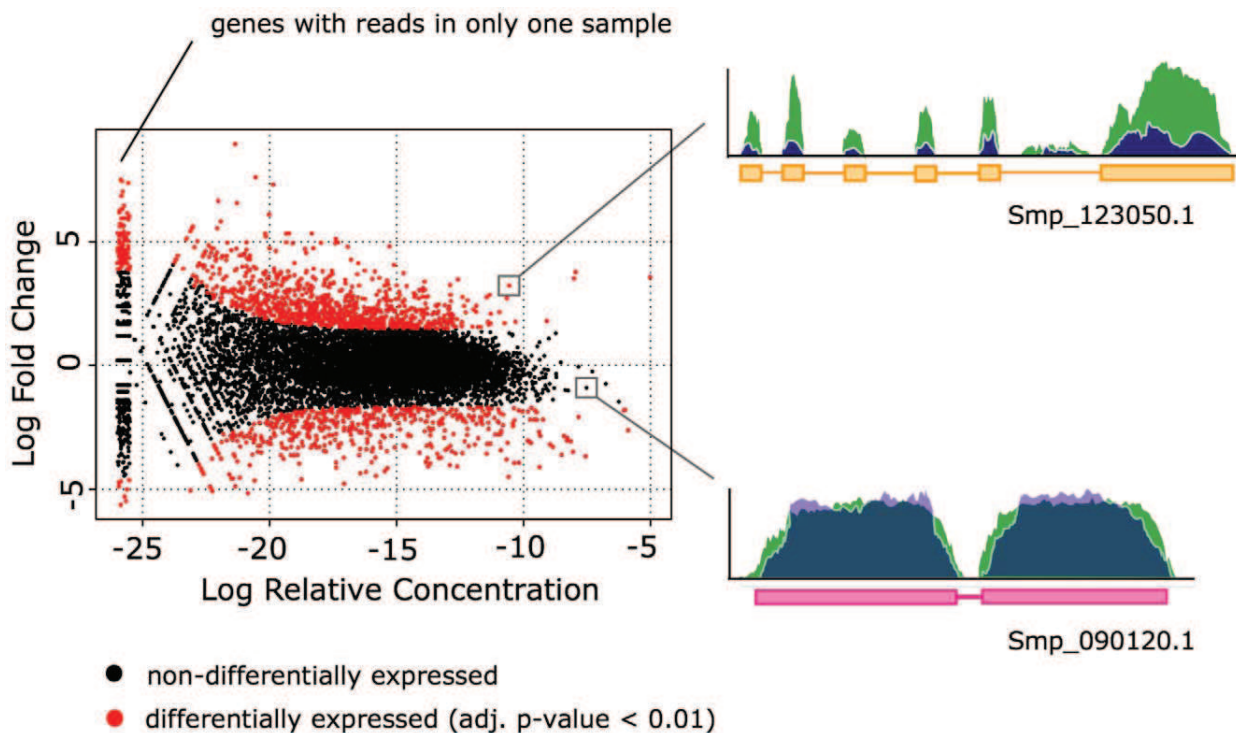 genes with reads in only one sample
Log Fold Change
5
0
-5
-25
-20
-15
-10
-5
Log Relative Concentration
Smp_123050.1
Smp_090120.1
non-differentially expressed
differentially expressed (adj. p-value < 0.01)